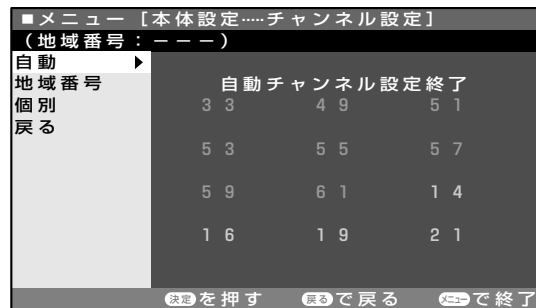 ■メニュー [本体設定……チャンネル設定]
(地域番号:－－－)
自動 ▶
地域番号
個別
戻る
自動チャンネル設定終了
33 49 51
53 55 57
59 61 14
16 19 21
決定を押す 戻るで戻る メニューで終了